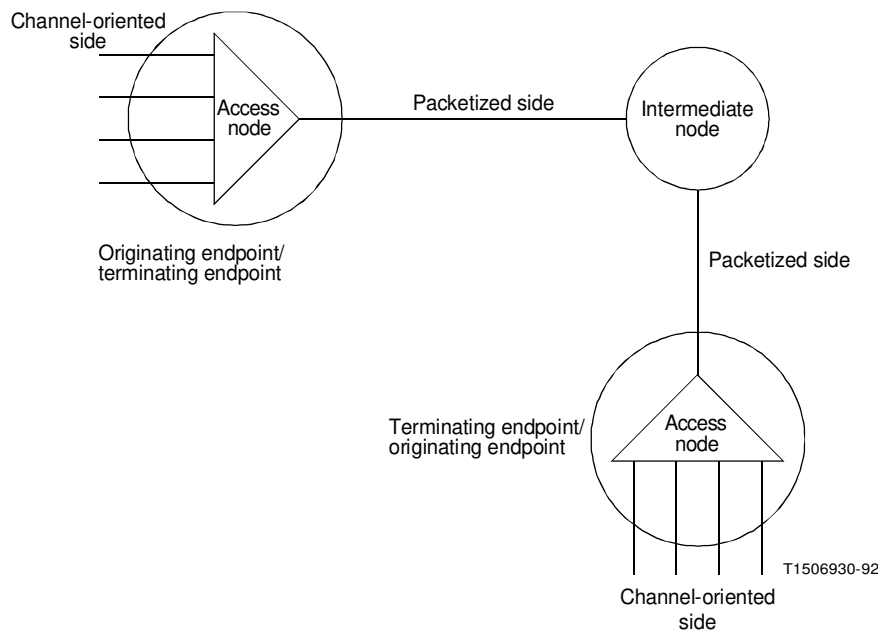 Channel-oriented
side
Access
node
Packetized side
Intermediate
node
Originating endpoint/
terminating endpoint
Packetized side
Terminating endpoint/
originating endpoint
Access
node
T1506930-92
Channel-oriented
side